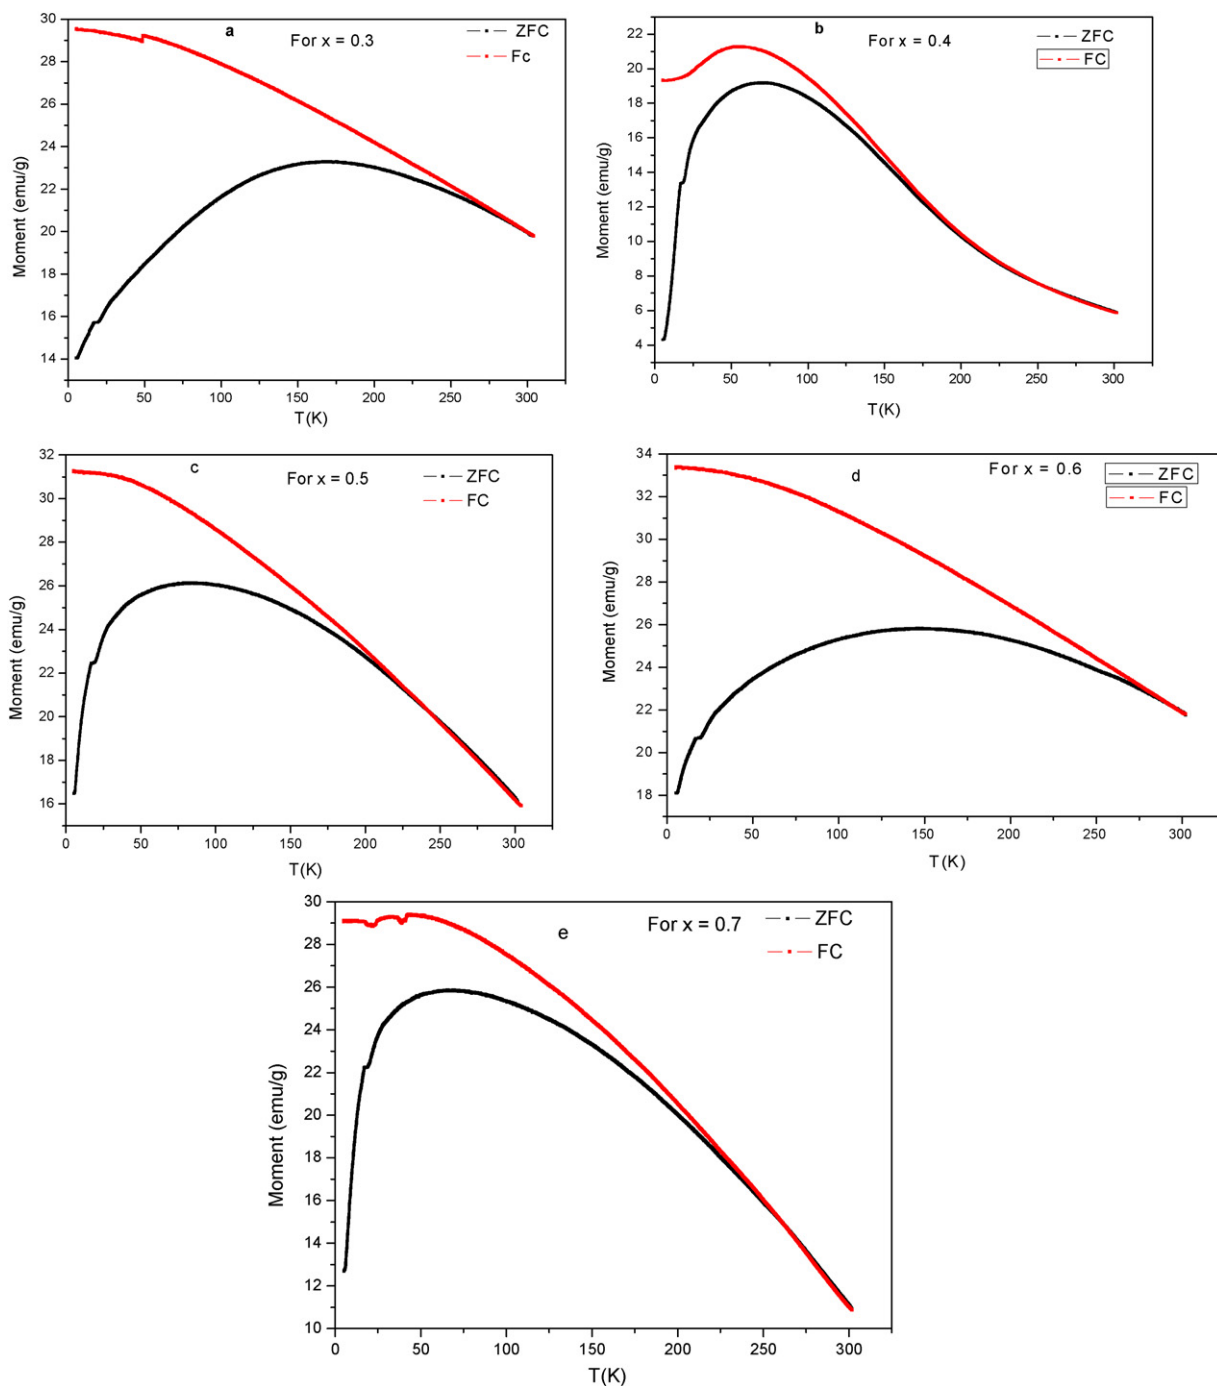 a
For x = 0.3
ZFC
Fc
30
28
26
24
22
20
18
16
14
Moment (emu/g)
0 50 100 150 200 250 300
T(K)
b
For x = 0.4
ZFC
FC
22
20
18
16
14
12
10
8
6
4
Moment (emu/g)
0 50 100 150 200 250 300
T(K)
c
For x = 0.5
ZFC
FC
32
30
28
26
24
22
20
18
16
Moment (emu/g)
0 50 100 150 200 250 300
T(K)
d
For x = 0.6
ZFC
FC
34
32
30
28
26
24
22
20
18
Moment (emu/g)
0 50 100 150 200 250 300
T(K)
e
For x = 0.7
ZFC
FC
30
28
26
24
22
20
18
16
14
12
10
Moment (emu/g)
0 50 100 150 200 250 300
T(K)